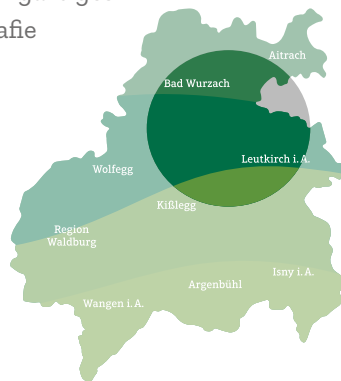 afie
Aitrach
Bad Wurzach
Leutkirch i. A.
Wolfegg
Kißlegg
Region
Waldburg
Isny i. A.
Argenbühl
Wangen i. A.